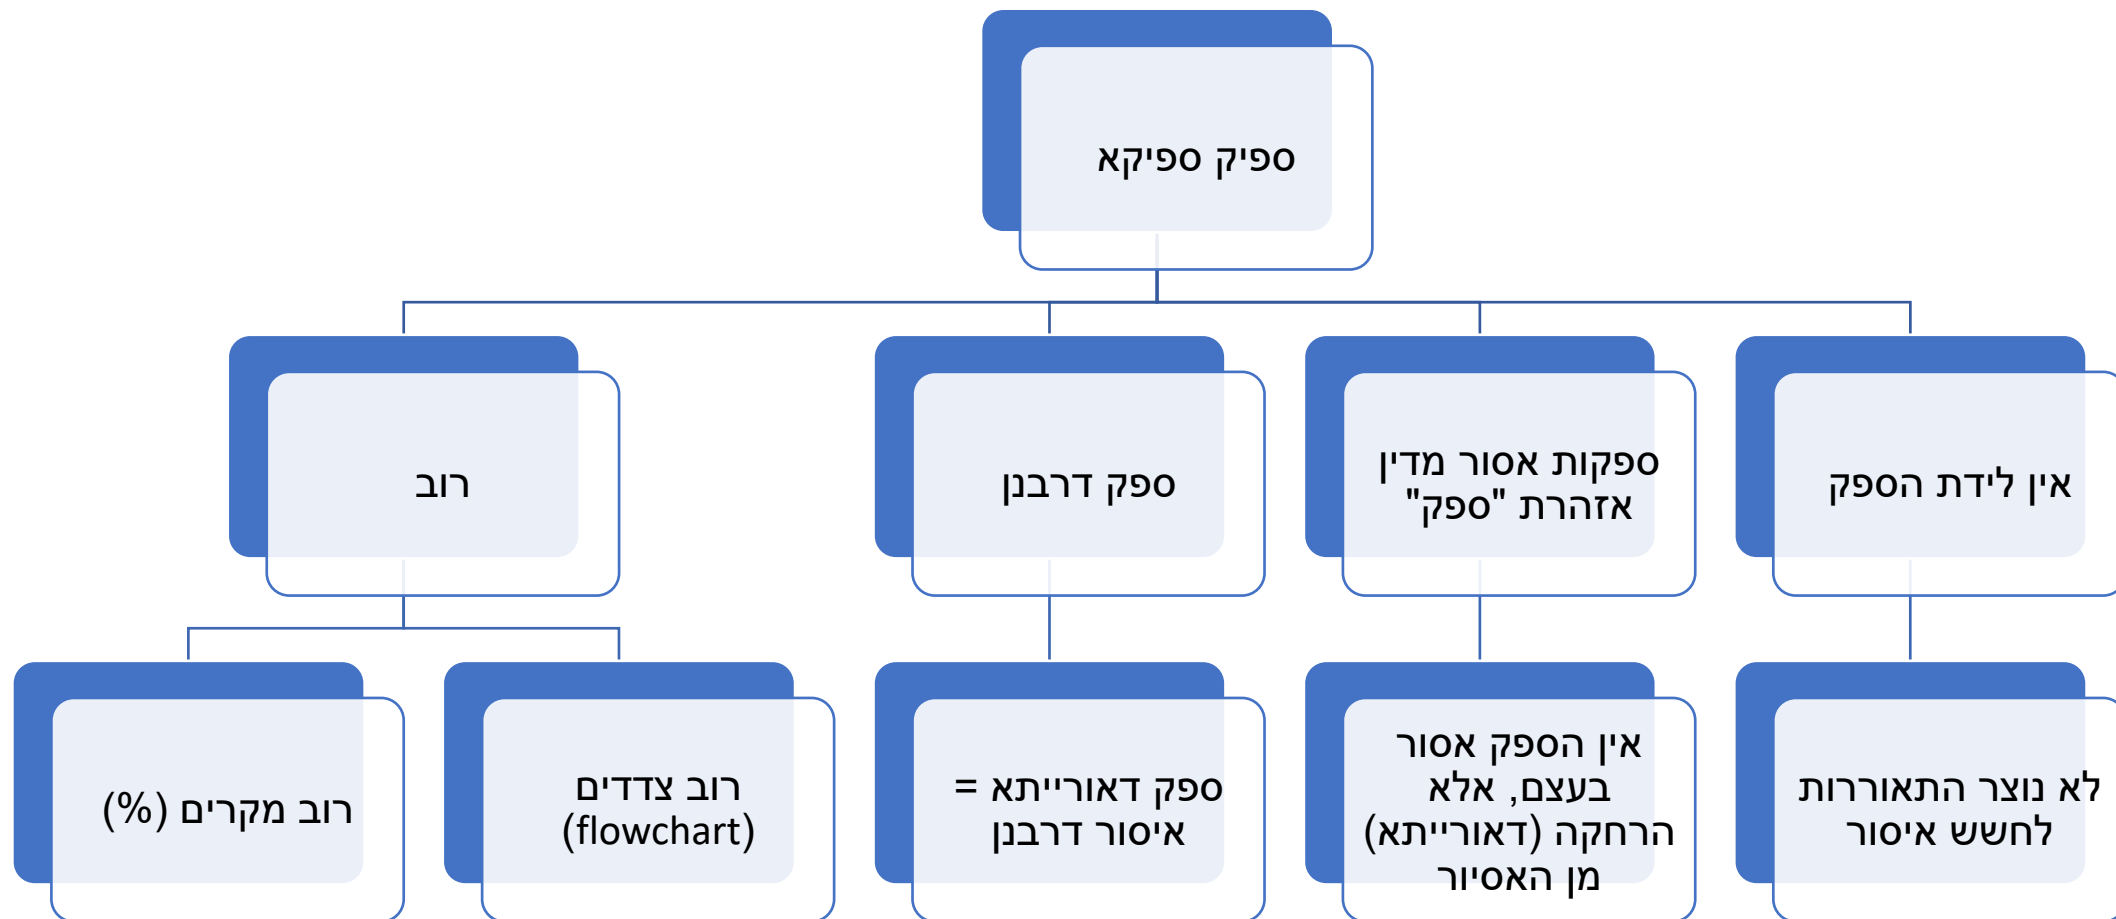 ספיק ספיקא
אין לידת הספק
ספקות אסור מדין
אזהרת "ספק"
ספק דרבנן
רוב
לא נוצר התאוררות
לחשש איסור
אין הספק אסור
בעצם, אלא
הרחקה (דאורייתא)
מן האסיור
ספק דאורייתא =
איסור דרבנן
רוב צדדים
(flowchart)
רוב מקרים (%)